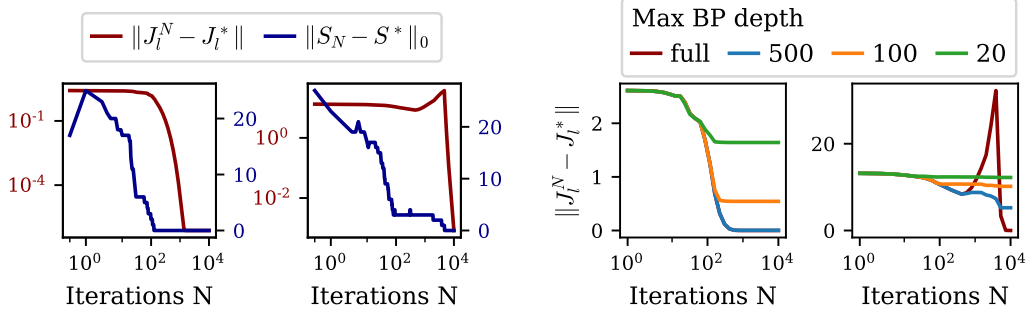 ‖J_l^N − J_l^*‖ ‖S_N − S^*‖_0
Max BP depth
full 500 100 20
10^{-1}
10^{-4}
20
10
0
10^0 10^2 10^4
Iterations N
10^0
10^{-2}
20
10
0
10^0 10^2 10^4
Iterations N
‖J_l^N − J_l^*‖
2
1
0
10^0 10^2 10^4
Iterations N
20
0
10^0 10^2 10^4
Iterations N